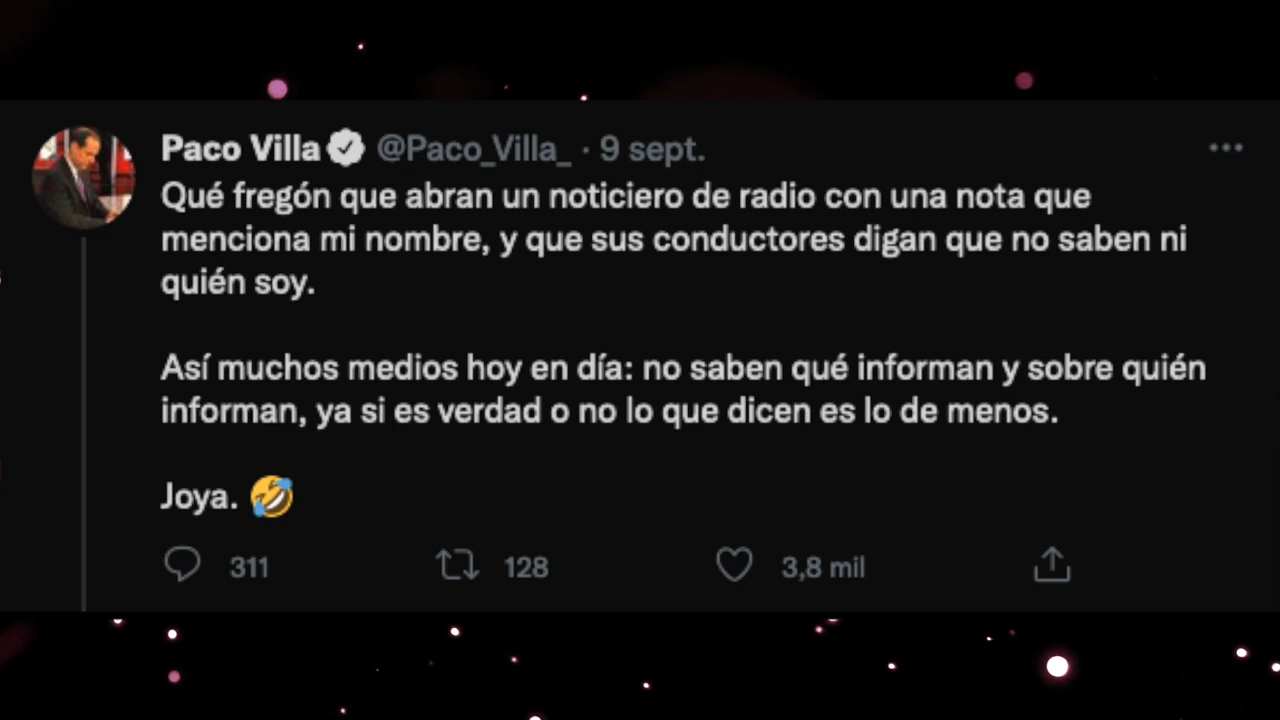 Paco Villa @Paco_Villa_ · 9 sept.
Qué fregón que abran un noticiero de radio con una nota que
menciona mi nombre, y que sus conductores digan que no saben ni
quién soy.
Así muchos medios hoy en día: no saben qué informan y sobre quién
informan, ya si es verdad o no lo que dicen es lo de menos.
Joya. 🤣
311 128 3,8 mil